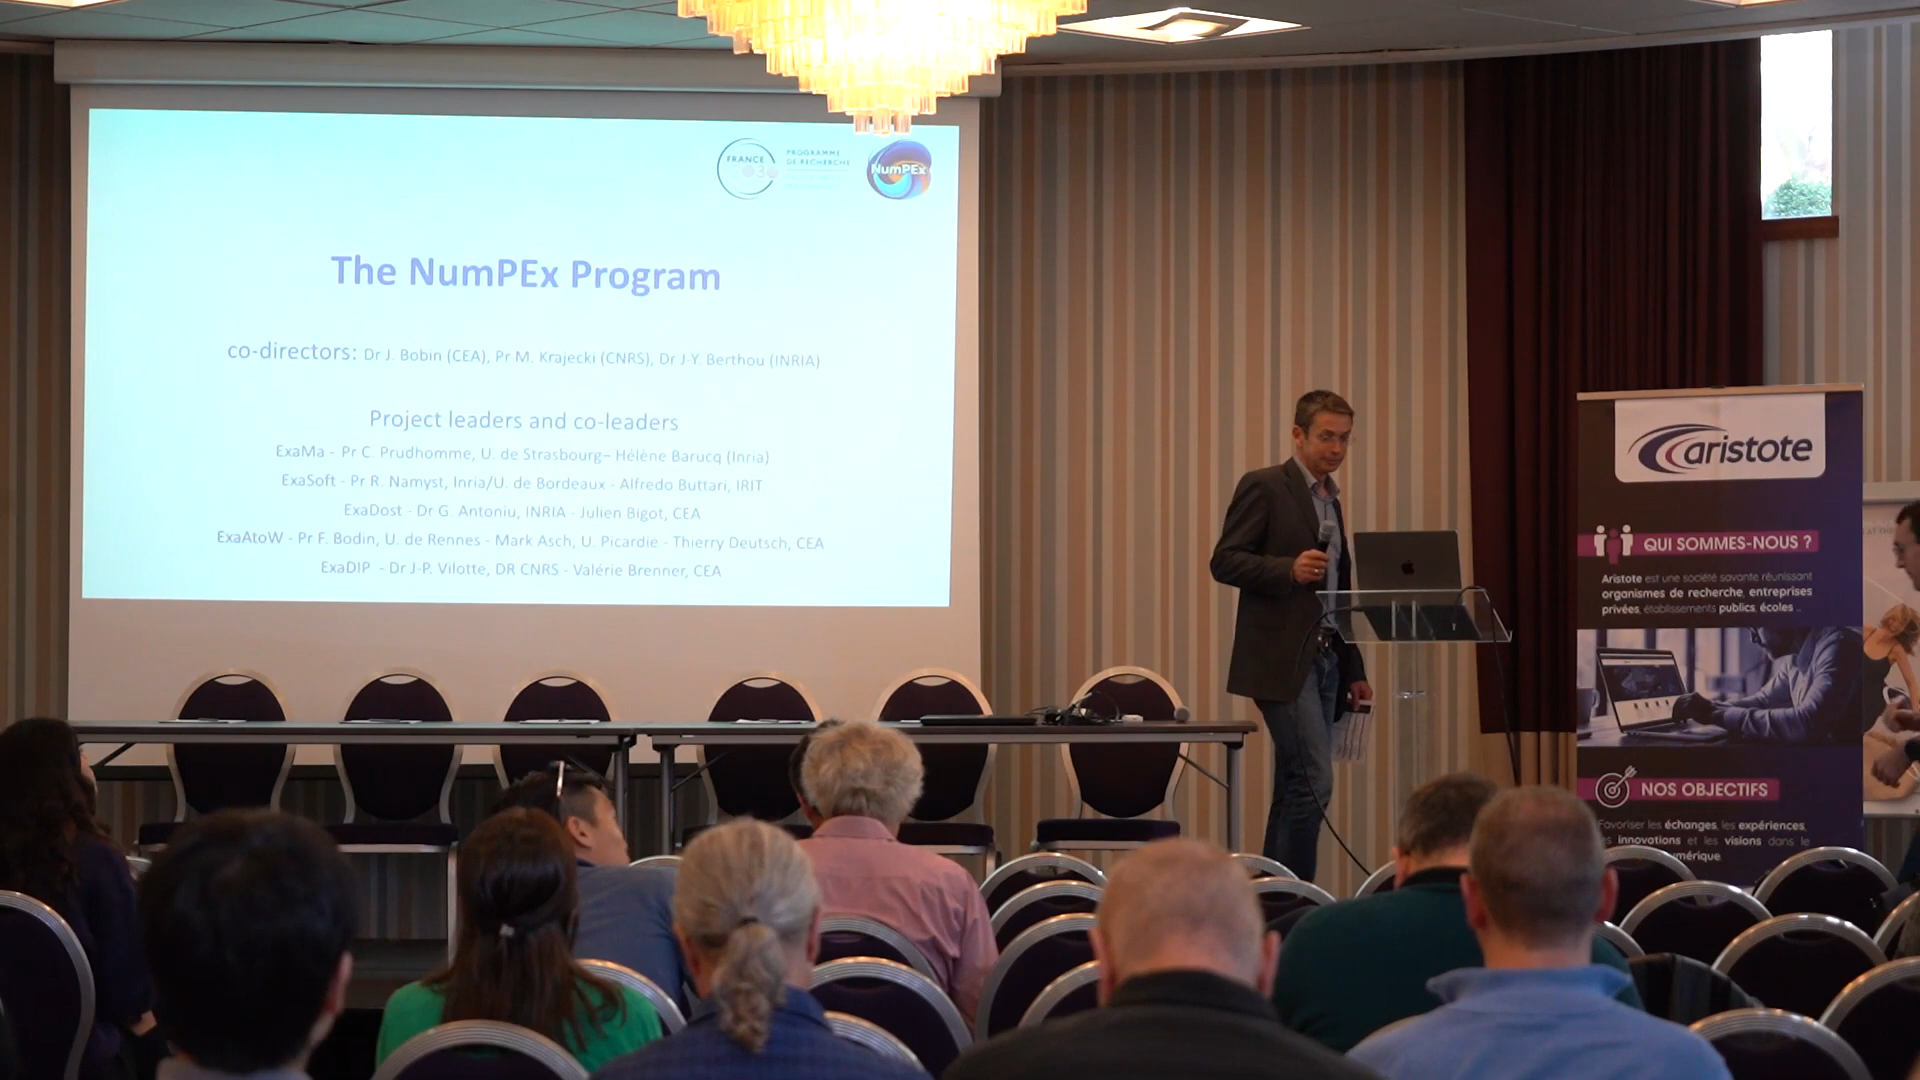 FRANCE
PROGRAMME
DE RECHERCHE
NumPEx
The NumPEx Program
co-directors: Dr J. Bobin (CEA), Pr M. Krajecki (CNRS), Dr J-Y. Berthou (INRIA)
Project leaders and co-leaders
ExaMa - Pr C. Prudhomme, U. de Strasbourg– Hélène Barucq (Inria)
ExaSoft - Pr R. Namyst, Inria/U. de Bordeaux - Alfredo Buttari, IRIT
ExaDost - Dr G. Antoniu, INRIA - Julien Bigot, CEA
ExaAtoW - Pr F. Bodin, U. de Rennes - Mark Asch, U. Picardie - Thierry Deutsch, CEA
ExaDIP - Dr J-P. Vilotte, DR CNRS - Valérie Brenner, CEA
aristote
QUI SOMMES-NOUS ?
Aristote est une société savante réunissant
organismes de recherche, entreprises
privées, établissements publics, écoles ...
NOS OBJECTIFS
Favoriser les échanges, les expériences,
innovations et les visions dans le